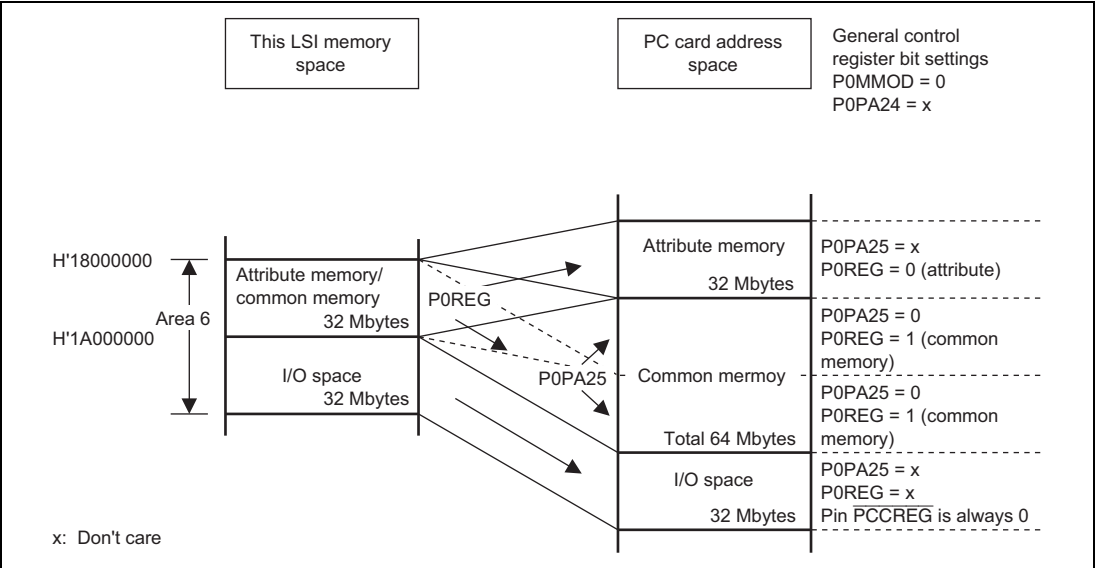 This LSI memory
space
PC card address
space
General control
register bit settings
P0MMOD = 0
P0PA24 = x
H'18000000
Area 6
H'1A000000
Attribute memory/
common memory
32 Mbytes
I/O space
32 Mbytes
P0REG
P0PA25
Attribute memory
32 Mbytes
Common mermoy
Total 64 Mbytes
I/O space
32 Mbytes
P0PA25 = x
P0REG = 0 (attribute)
P0PA25 = 0
P0REG = 1 (common
memory)
P0PA25 = 0
P0REG = 1 (common
memory)
P0PA25 = x
P0REG = x
Pin PCCREG is always 0
x: Don't care